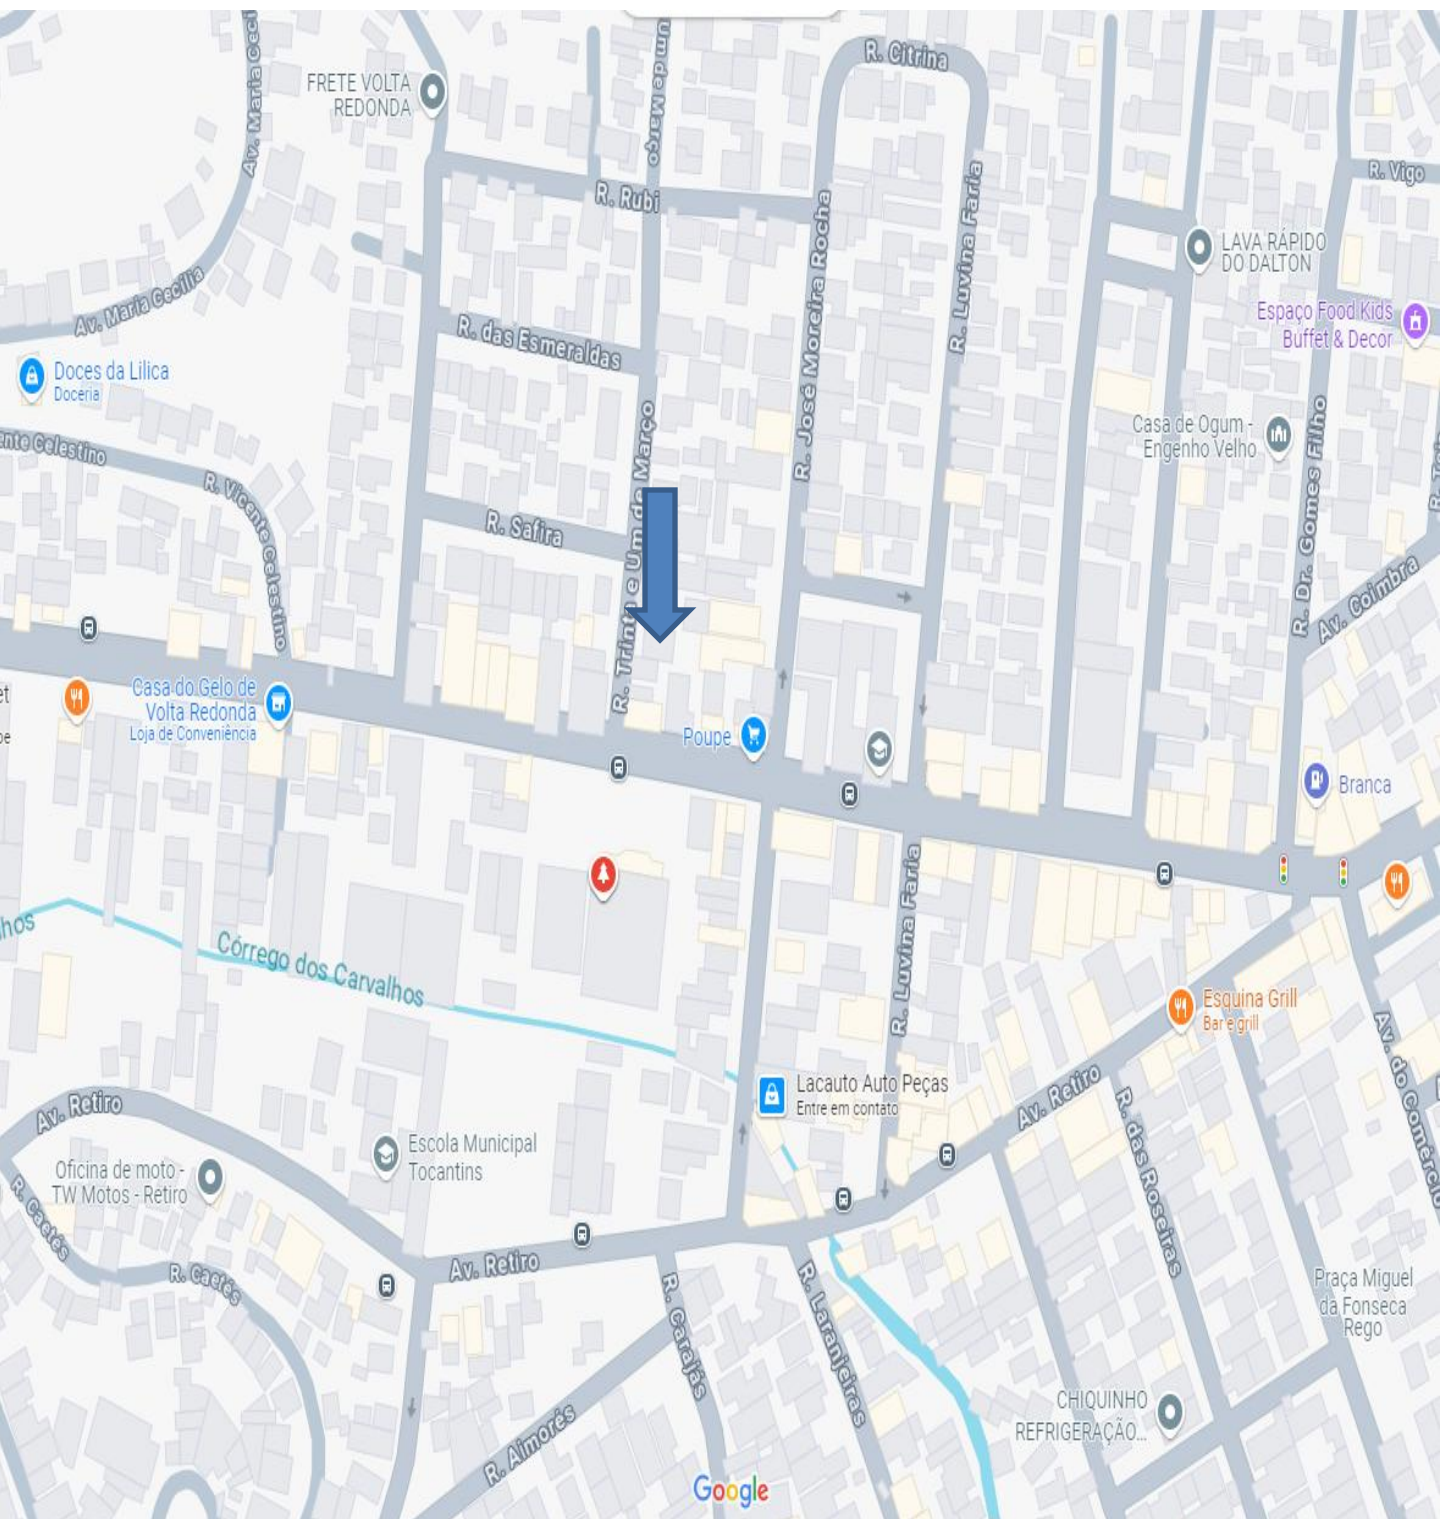 Av. Maria Ceci
FRETE VOLTA
REDONDA
um de Março
R. Citrina
R. Vigo
R. Rubi
R. José Moreira Rocha
R. Luvina Faria
LAVA RÁPIDO
DO DALTON
Av. Maria Cecília
Espaço Food Kids
Buffet & Decor
R. das Esmeraldas
Doces da Lilica
Doceria
Casa de Ogum -
Engenho Velho
R. Dr. Gomes Filho
ente Celestino
R. Vicente Celestino
R. Safira
R. Trinta e Um de Março
Av. Coimbra
et
Casa do Gelo de
Volta Redonda
Loja de Conveniência
Poupe
Branca
R. Luvina Faria
lhos
Córrego dos Carvalhos
Esquina Grill
Bar e grill
Av. do Comércio
Lacauto Auto Peças
Entre em contato
Av. Retiro
Av. Retiro
R. das Roseiras
Escola Municipal
Tocantins
Oficina de moto -
TW Motos - Retiro
R. Caetés
R. Caetés
Av. Retiro
R. Carajás
R. Laranjeiras
Praça Miguel
da Fonseca
Rego
CHIQUINHO
REFRIGERAÇÃO...
R. Aimorés
Google